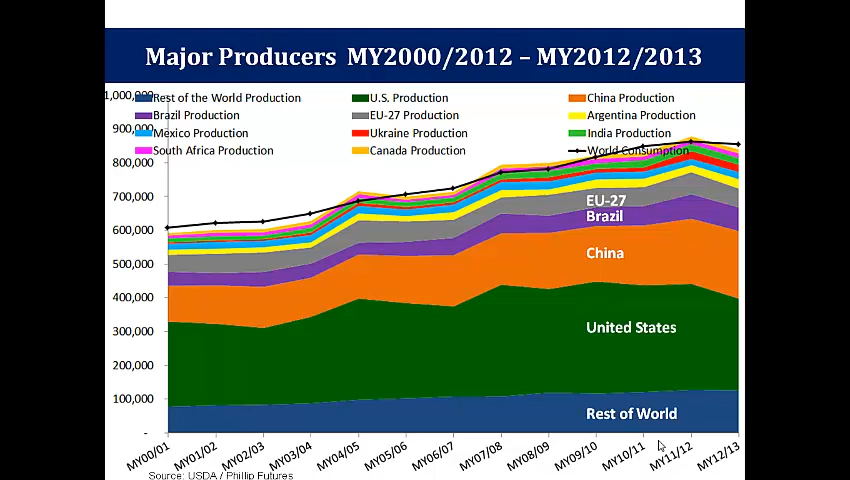 Major Producers MY2000/2012 – MY2012/2013
1,000,000
Rest of the World Production U.S. Production China Production
Brazil Production EU-27 Production Argentina Production
900,000
Mexico Production Ukraine Production India Production
South Africa Production Canada Production World Consumption
800,000
700,000
EU-27
Brazil
600,000
China
500,000
400,000
United States
300,000
200,000
100,000
Rest of World
-
MY00/01 MY01/02 MY02/03 MY03/04 MY04/05 MY05/06 MY06/07 MY07/08 MY08/09 MY09/10 MY10/11 MY11/12 MY12/13
Source: USDA / Phillip Futures